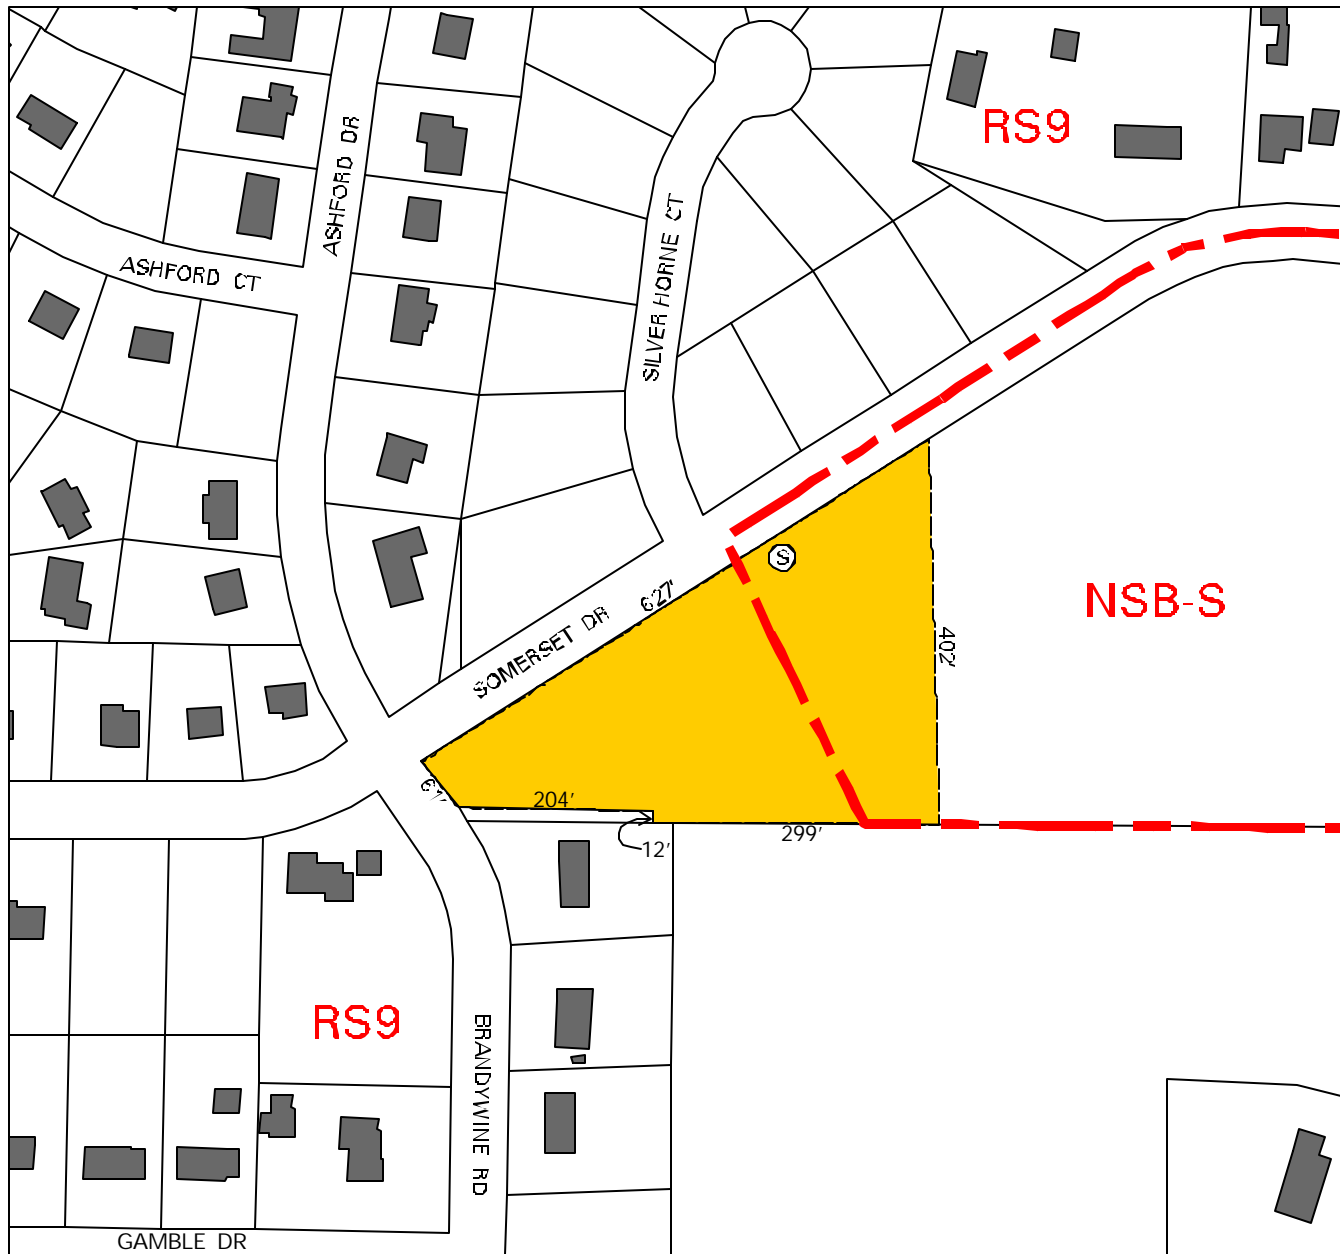 RS9
ASHFORD DR
SILVER HORNE CT
ASHFORD CT
S
NSB-S
627'
SOMERSET DR
402'
61'
204'
299'
12'
RS9
BRANDYWINE RD
GAMBLE DR